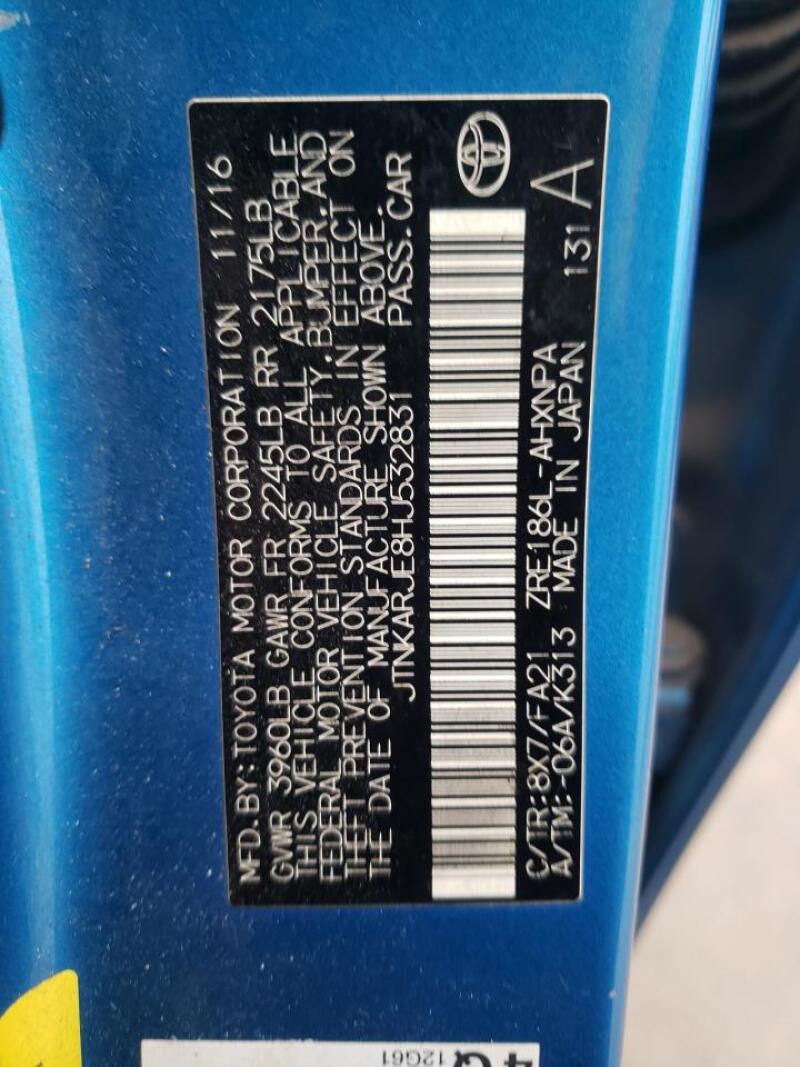 MFD.BY:TOYOTA MOTOR CORPORATION 11/16
GVWR 3960LB GAWR FR 2245LB RR 2175LB
THIS VEHICLE CONFORMS TO ALL APPLICABLE
FEDERAL MOTOR VEHICLE SAFETY,BUMPER,AND
THEFT PREVENTION STANDARDS IN EFFECT ON
THE DATE OF MANUFACTURE SHOWN ABOVE.
JTNKARJE8HJ532831 PASS.CAR
C/TR:8X7/FA21 ZRE186L-AHXNPA 131 A
A/TM:-06A/K313 MADE IN JAPAN
12G61